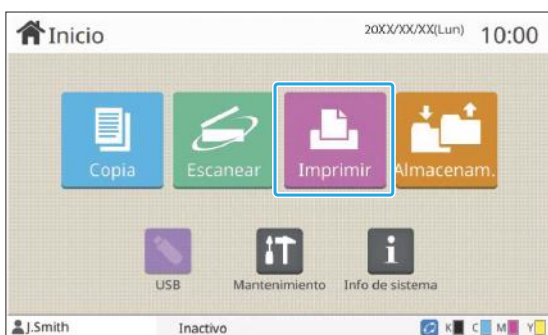 Inicio
20XX/XX/XX(Lun) 10:00
Copia Escanear Imprimir Almacenam.
USB Mantenimiento Info de sistema
J.Smith Inactivo K C M Y